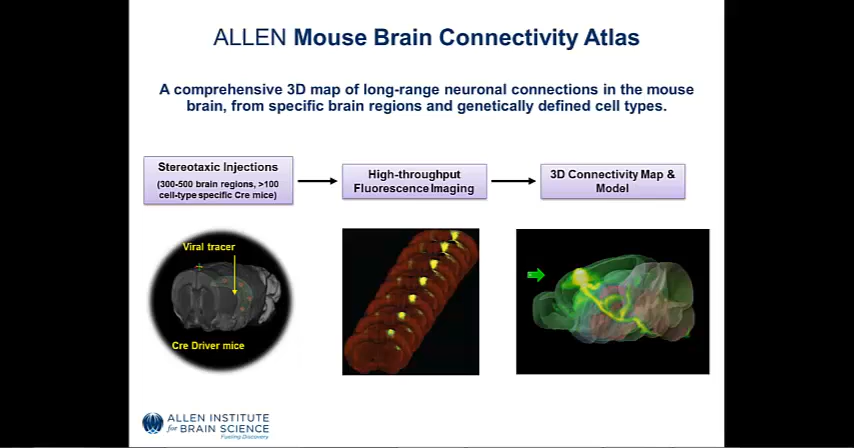 ALLEN Mouse Brain Connectivity Atlas
A comprehensive 3D map of long-range neuronal connections in the mouse
brain, from specific brain regions and genetically defined cell types.
Stereotaxic Injections
(300-500 brain regions, >100
cell-type specific Cre mice)
High-throughput
Fluorescence Imaging
3D Connectivity Map &
Model
Viral tracer
Cre Driver mice
ALLEN INSTITUTE
for BRAIN SCIENCE
Fueling Discovery